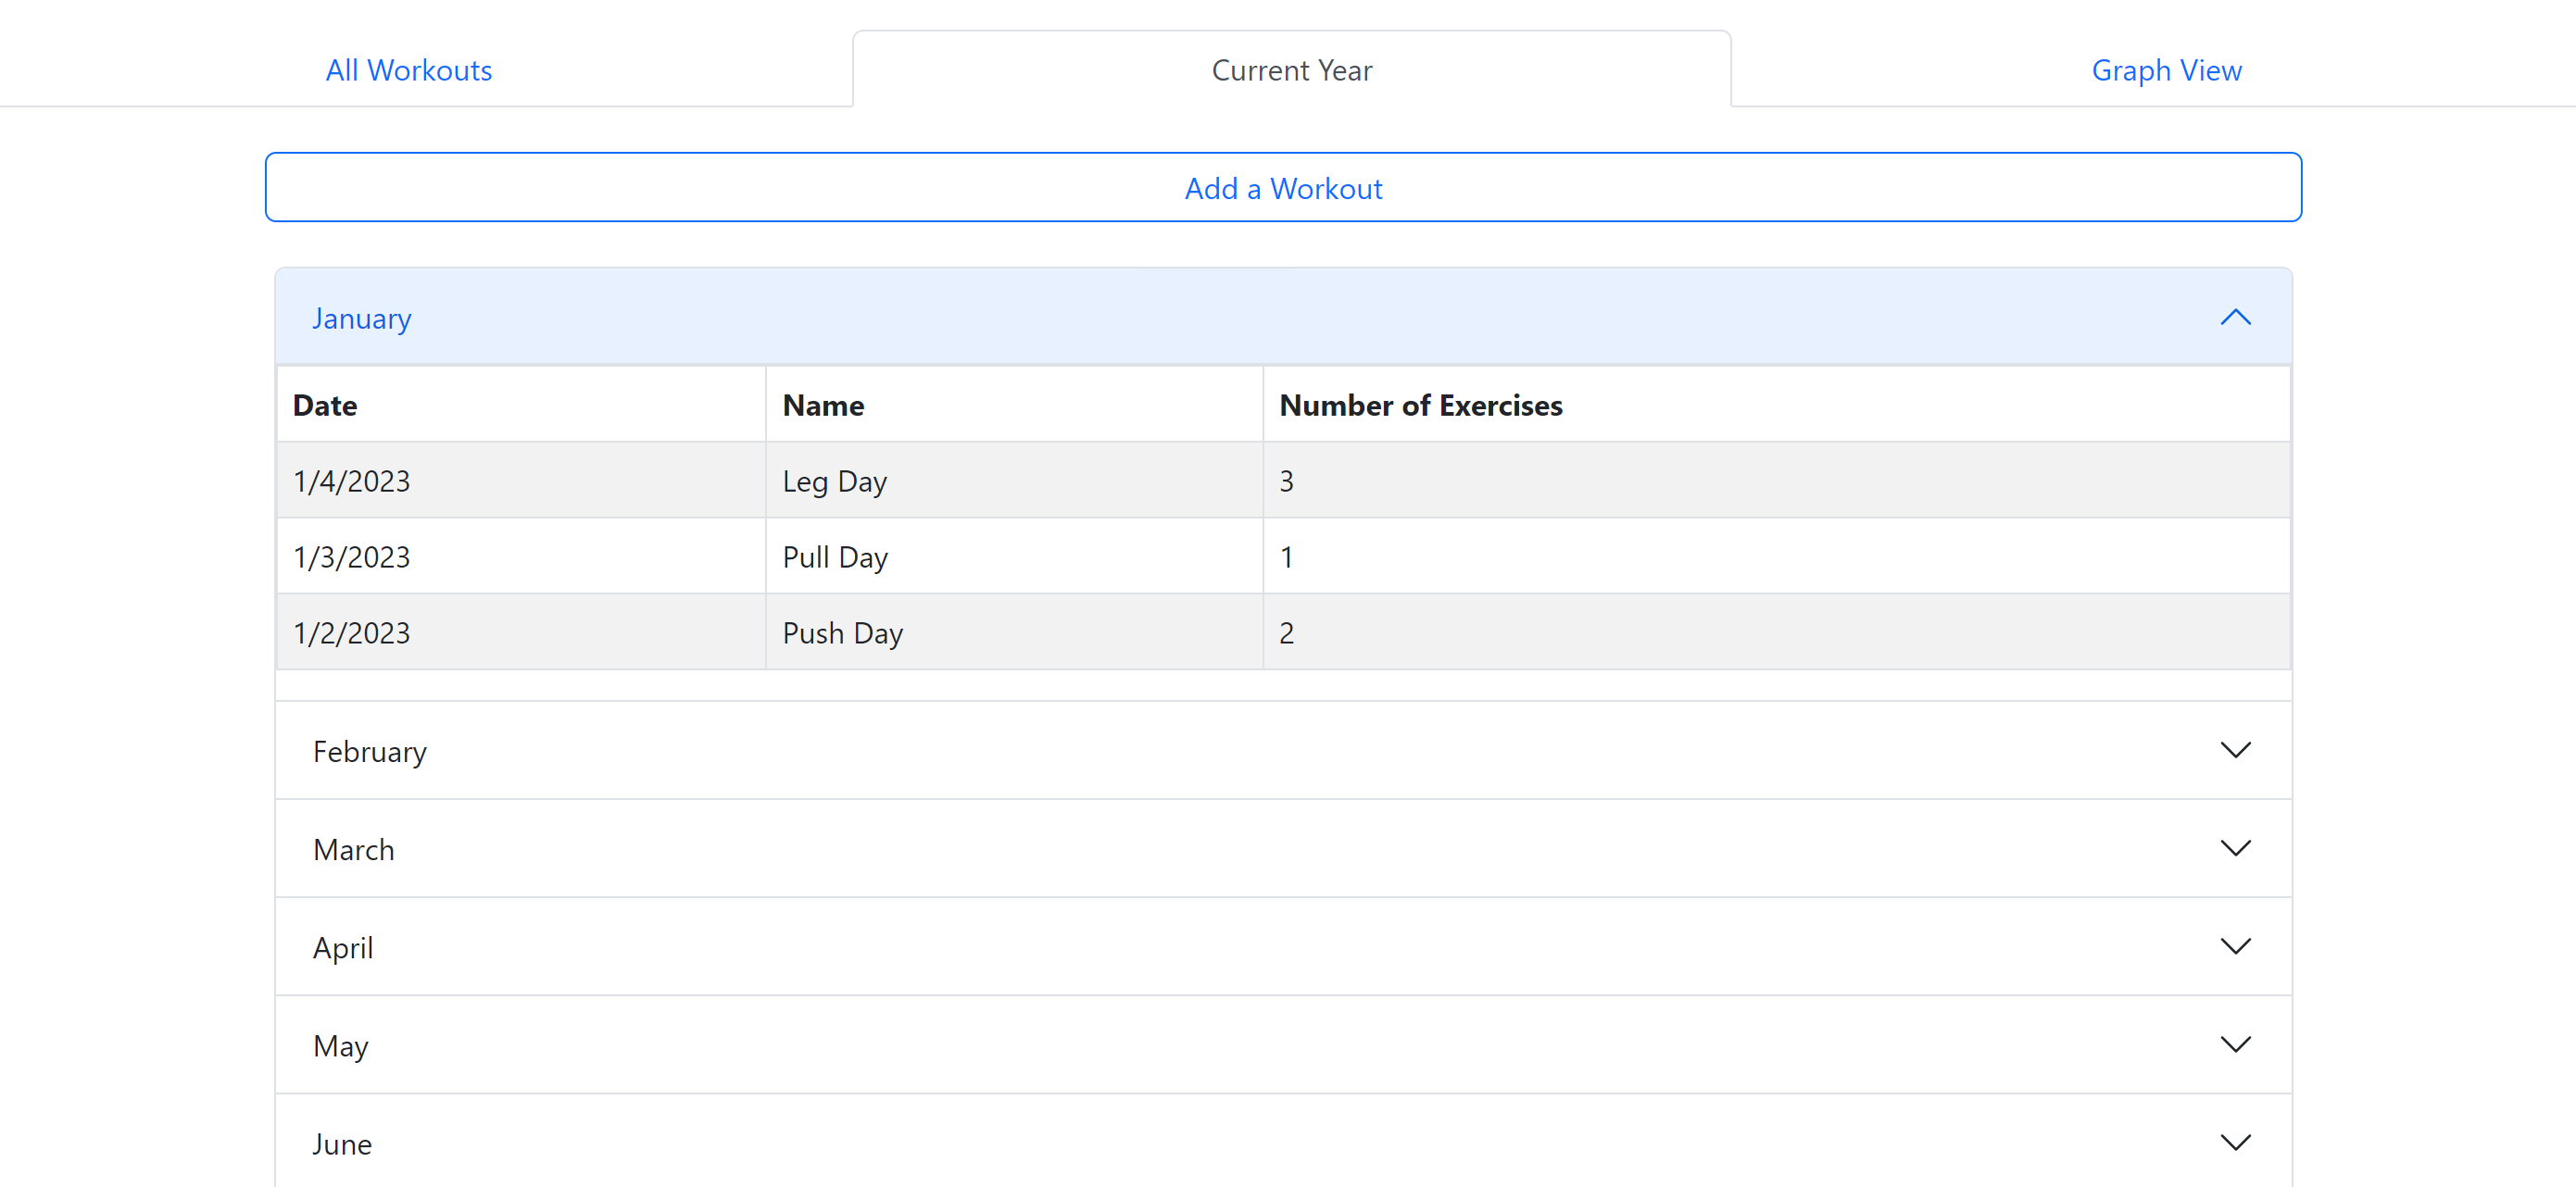 All Workouts Current Year Graph View
Add a Workout
January
Date Name Number of Exercises
1/4/2023 Leg Day 3
1/3/2023 Pull Day 1
1/2/2023 Push Day 2
February
March
April
May
June